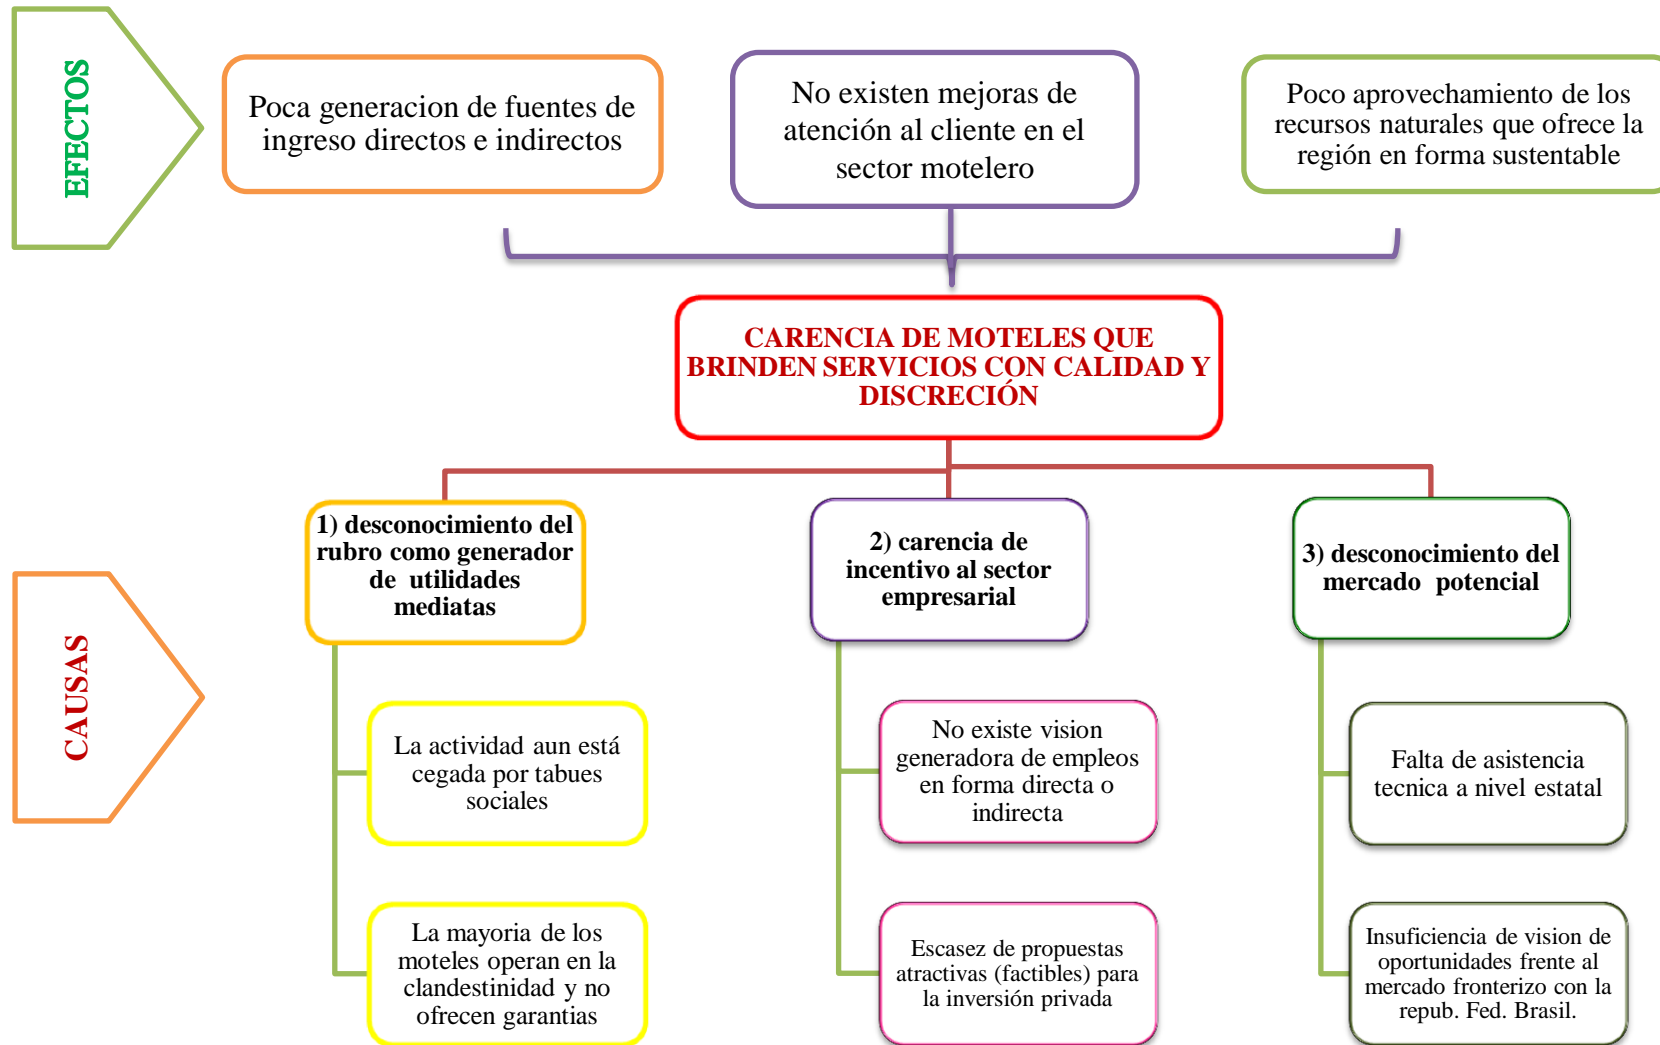 EFECTOS
Poca generacion de fuentes de
ingreso directos e indirectos
No existen mejoras de
atención al cliente en el
sector motelero
Poco aprovechamiento de los
recursos naturales que ofrece la
región en forma sustentable
CARENCIA DE MOTELES QUE
BRINDEN SERVICIOS CON CALIDAD Y
DISCRECIÓN
CAUSAS
1) desconocimiento del
rubro como generador
de utilidades
mediatas
La actividad aun está
cegada por tabues
sociales
La mayoria de los
moteles operan en la
clandestinidad y no
ofrecen garantias
2) carencia de
incentivo al sector
empresarial
No existe vision
generadora de empleos
en forma directa o
indirecta
Escasez de propuestas
atractivas (factibles) para
la inversión privada
3) desconocimiento del
mercado potencial
Falta de asistencia
tecnica a nivel estatal
Insuficiencia de vision de
oportunidades frente al
mercado fronterizo con la
repub. Fed. Brasil.